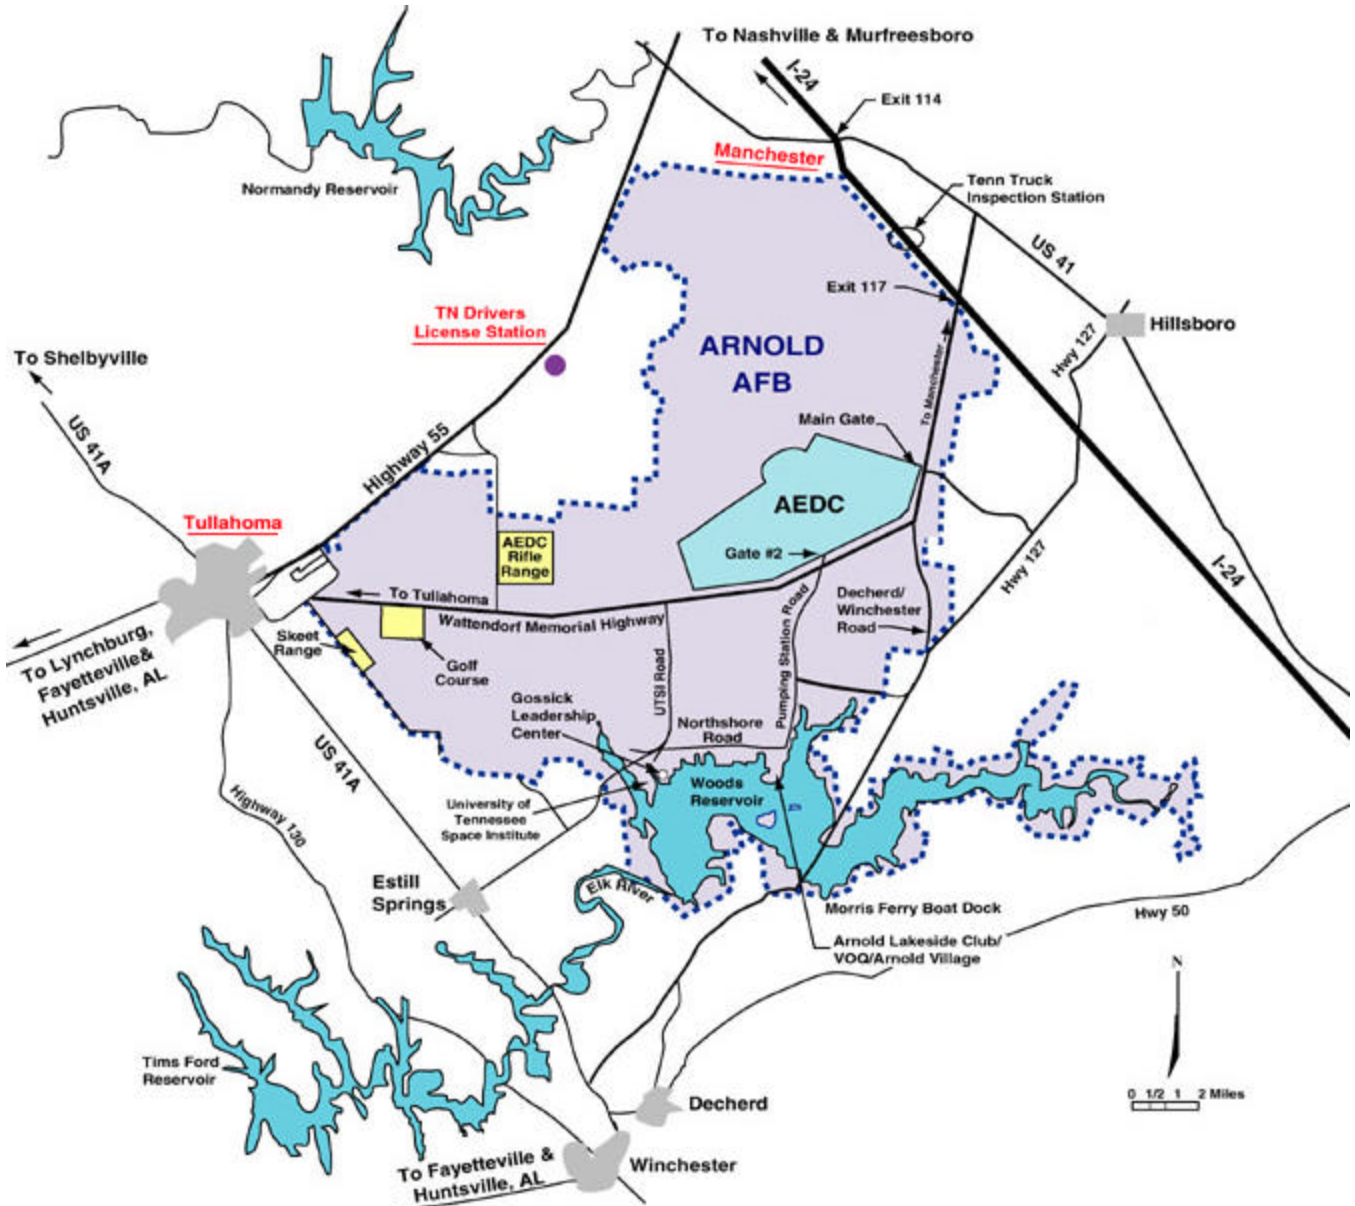 To Nashville & Murfreesboro
I-24
Exit 114
Manchester
Normandy Reservoir
Tenn Truck
Inspection Station
US 41
Exit 117
TN Drivers
License Station
Hillsboro
ARNOLD
AFB
To Shelbyville
Hwy 127
To Manchester
US 41A
Main Gate
Highway 55
AEDC
Tullahoma
AEDC
Rifle
Range
Gate #2
Hwy 127
I-24
To Tullahoma
Decherd/
Winchester
Road
Wattendorf Memorial Highway
Pumping Station Road
Skeet
Range
To Lynchburg,
Fayetteville&
Huntsville, AL
Golf
Course
UTSI Road
Gossick
Leadership
Center
Northshore
Road
US 41A
Woods
Reservoir
Highway 130
University of
Tennessee
Space Institute
Estill
Springs
Elk River
Morris Ferry Boat Dock
Hwy 50
Arnold Lakeside Club/
VOQ/Arnold Village
N
Tims Ford
Reservoir
0 1/2 1 2 Miles
Decherd
To Fayetteville &
Huntsville, AL
Winchester